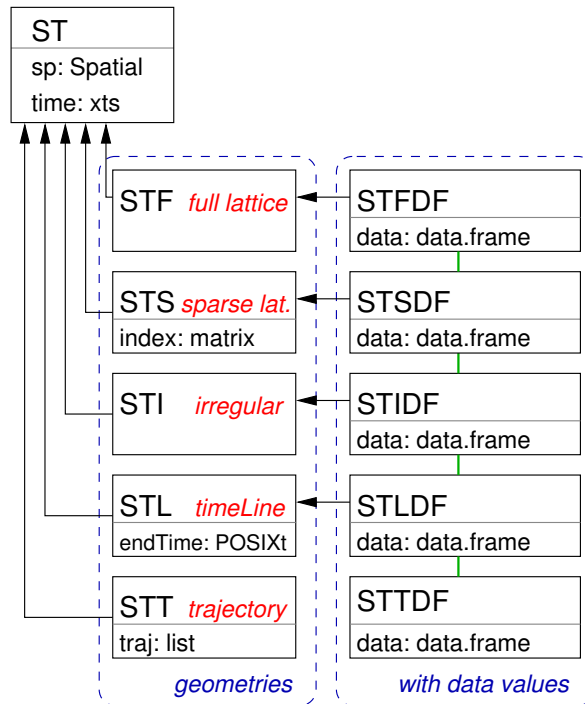 ST
sp: Spatial
time: xts
STF full lattice
STFDF
data: data.frame
STS sparse lat.
index: matrix
STSDF
data: data.frame
STI irregular
STIDF
data: data.frame
STL timeLine
endTime: POSIXt
STLDF
data: data.frame
STT trajectory
traj: list
STTDF
data: data.frame
geometries
with data values